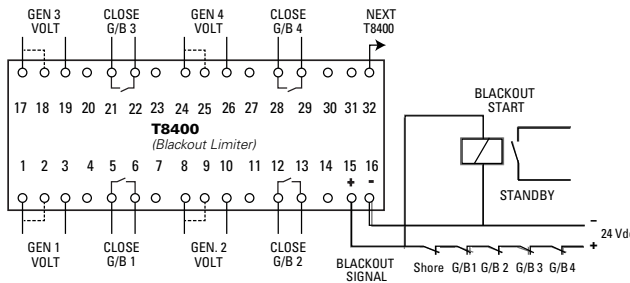 GEN 3 VOLT
CLOSE G/B 3
GEN 4 VOLT
CLOSE G/B 4
NEXT T8400
17 18 19 20 21 22 23 24 25 26 27 28 29 30 31 32
T8400
(Blackout Limiter)
1 2 3 4 5 6 7 8 9 10 11 12 13 14 15 16
+ -
GEN 1 VOLT
CLOSE G/B 1
GEN. 2 VOLT
CLOSE G/B 2
BLACKOUT SIGNAL
BLACKOUT START
STANDBY
-
24 Vd
+
Shore G/B1 G/B 2 G/B 3 G/B 4